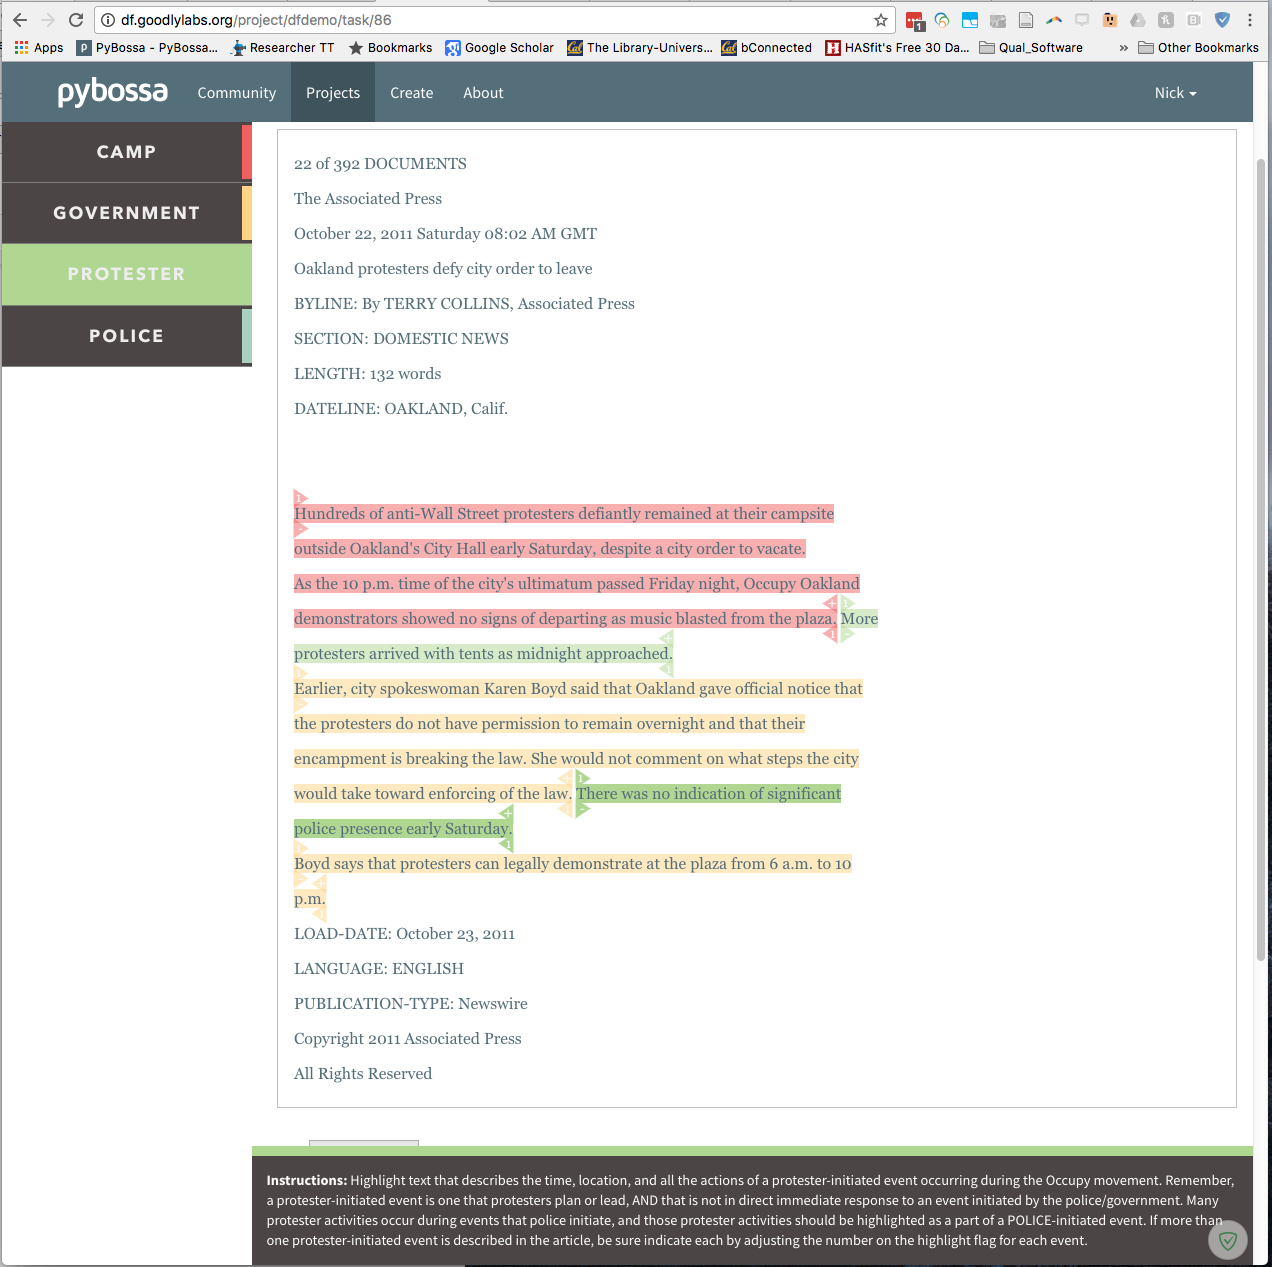 df.goodlylabs.org/project/dfdemo/task/86
1
Apps PyBossa - PyBossa... Researcher TT Bookmarks Google Scholar The Library-Univers... bConnected HASfit's Free 30 Da... Qual_Software » Other Bookmarks
pybossa Community Projects Create About Nick
CAMP
GOVERNMENT
PROTESTER
POLICE
22 of 392 DOCUMENTS
The Associated Press
October 22, 2011 Saturday 08:02 AM GMT
Oakland protesters defy city order to leave
BYLINE: By TERRY COLLINS, Associated Press
SECTION: DOMESTIC NEWS
LENGTH: 132 words
DATELINE: OAKLAND, Calif.
Hundreds of anti-Wall Street protesters defiantly remained at their campsite
outside Oakland's City Hall early Saturday, despite a city order to vacate.
As the 10 p.m. time of the city's ultimatum passed Friday night, Occupy Oakland
demonstrators showed no signs of departing as music blasted from the plaza. More
protesters arrived with tents as midnight approached.
Earlier, city spokeswoman Karen Boyd said that Oakland gave official notice that
the protesters do not have permission to remain overnight and that their
encampment is breaking the law. She would not comment on what steps the city
would take toward enforcing of the law. There was no indication of significant
police presence early Saturday.
Boyd says that protesters can legally demonstrate at the plaza from 6 a.m. to 10
p.m.
LOAD-DATE: October 23, 2011
LANGUAGE: ENGLISH
PUBLICATION-TYPE: Newswire
Copyright 2011 Associated Press
All Rights Reserved
Instructions: Highlight text that describes the time, location, and all the actions of a protester-initiated event occurring during the Occupy movement. Remember,
a protester-initiated event is one that protesters plan or lead, AND that is not in direct immediate response to an event initiated by the police/government. Many
protester activities occur during events that police initiate, and those protester activities should be highlighted as a part of a POLICE-initiated event. If more than
one protester-initiated event is described in the article, be sure indicate each by adjusting the number on the highlight flag for each event.